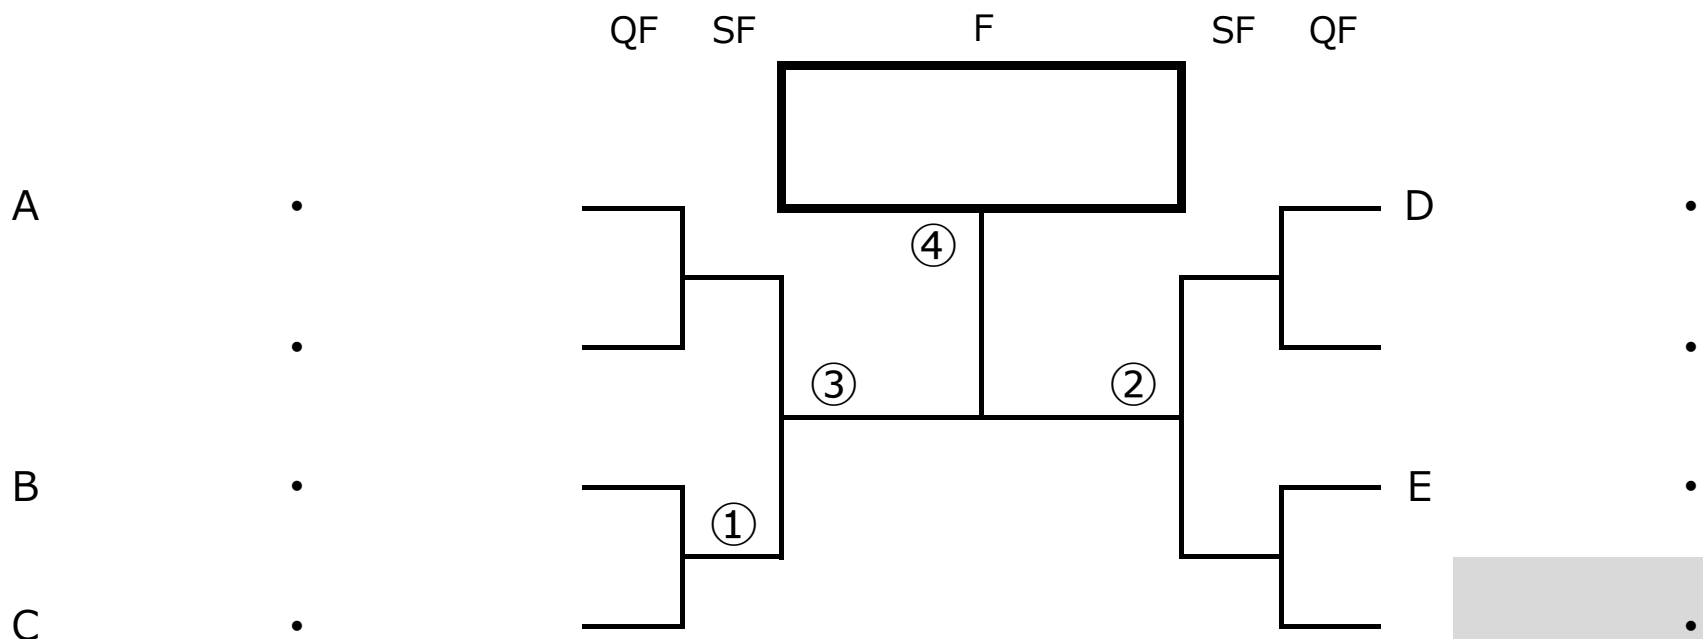 QF SF F SF QF
A • D •
④
• •
③ ②
B • E •
①
C • •